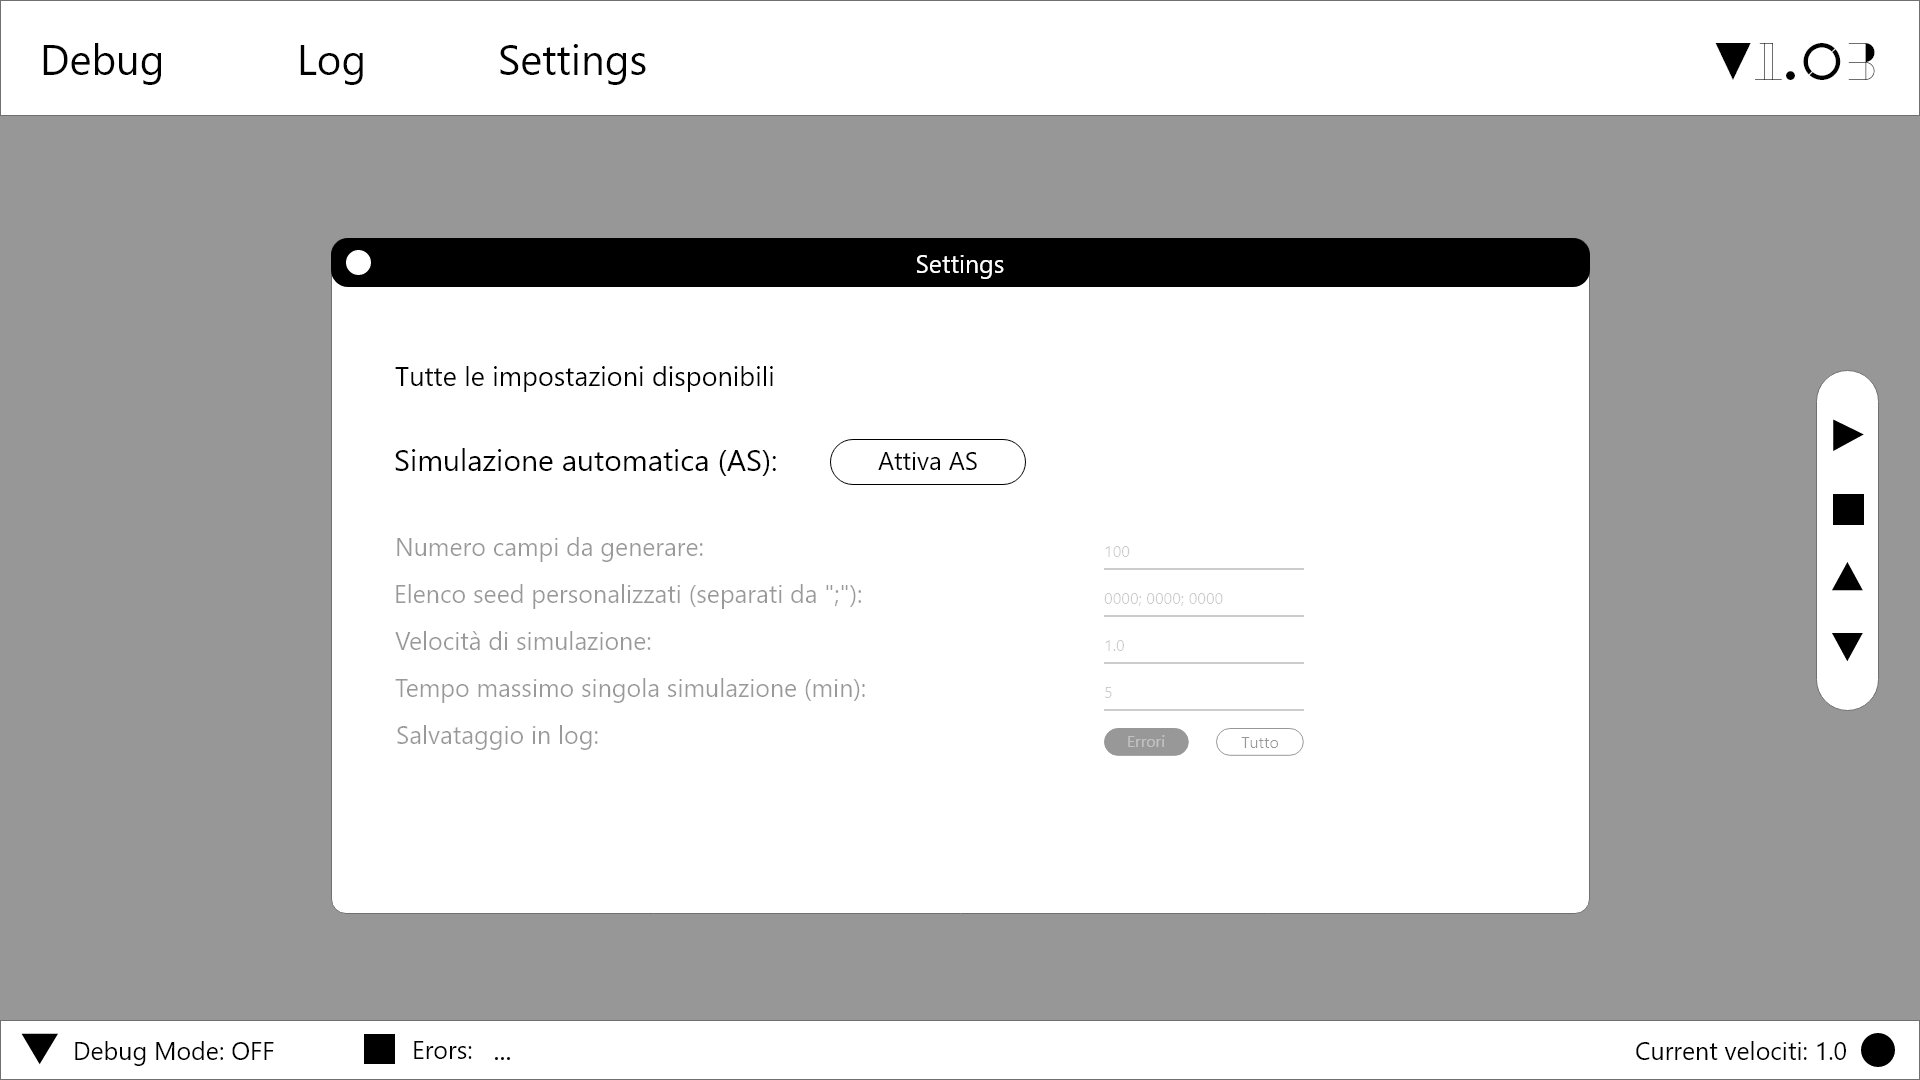 Debug Log Settings V1.03
Settings
Tutte le impostazioni disponibili
Simulazione automatica (AS): Attiva AS
Numero campi da generare: 100
Elenco seed personalizzati (separati da ";"): 0000; 0000; 0000
Velocità di simulazione: 1.0
Tempo massimo singola simulazione (min): 5
Salvataggio in log: Errori Tutto
Debug Mode: OFF Erors: ... Current velociti: 1.0